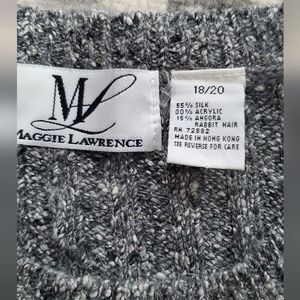 ML
MAGGIE LAWRENCE
18/20
55% SILK
30% ACRYLIC
15% ANGORA
RABBIT HAIR
RN 72882
MADE IN HONG KONG
SEE REVERSE FOR CARE